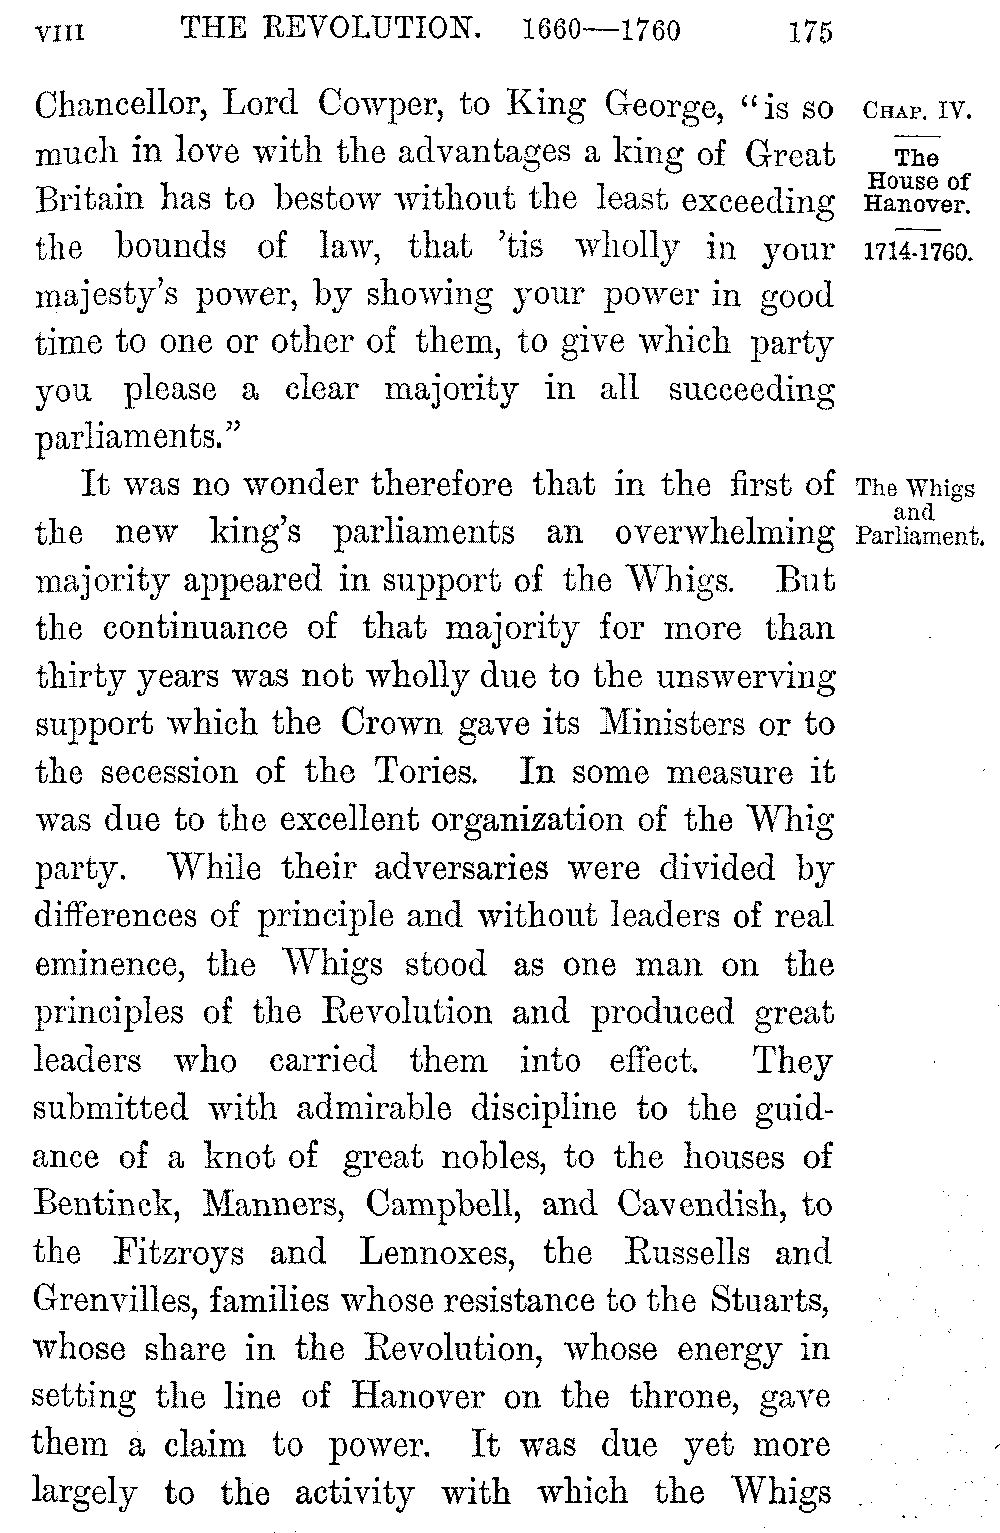 VIII THE REVOLUTION. 1660—1760 175
Chancellor, Lord Cowper, to King George, “is so
much in love with the advantages a king of Great
Britain has to bestow without the least exceeding
the bounds of law, that ’tis wholly in your
majesty’s power, by showing your power in good
time to one or other of them, to give which party
you please a clear majority in all succeeding
parliaments.”
CHAP. IV.
The
House of
Hanover.
1714-1760.
It was no wonder therefore that in the first of
the new king’s parliaments an overwhelming
majority appeared in support of the Whigs. But
the continuance of that majority for more than
thirty years was not wholly due to the unswerving
support which the Crown gave its Ministers or to
the secession of the Tories. In some measure it
was due to the excellent organization of the Whig
party. While their adversaries were divided by
differences of principle and without leaders of real
eminence, the Whigs stood as one man on the
principles of the Revolution and produced great
leaders who carried them into effect. They
submitted with admirable discipline to the guid-
ance of a knot of great nobles, to the houses of
Bentinck, Manners, Campbell, and Cavendish, to
the Fitzroys and Lennoxes, the Russells and
Grenvilles, families whose resistance to the Stuarts,
whose share in the Revolution, whose energy in
setting the line of Hanover on the throne, gave
them a claim to power. It was due yet more
largely to the activity with which the Whigs
The Whigs
and
Parliament.